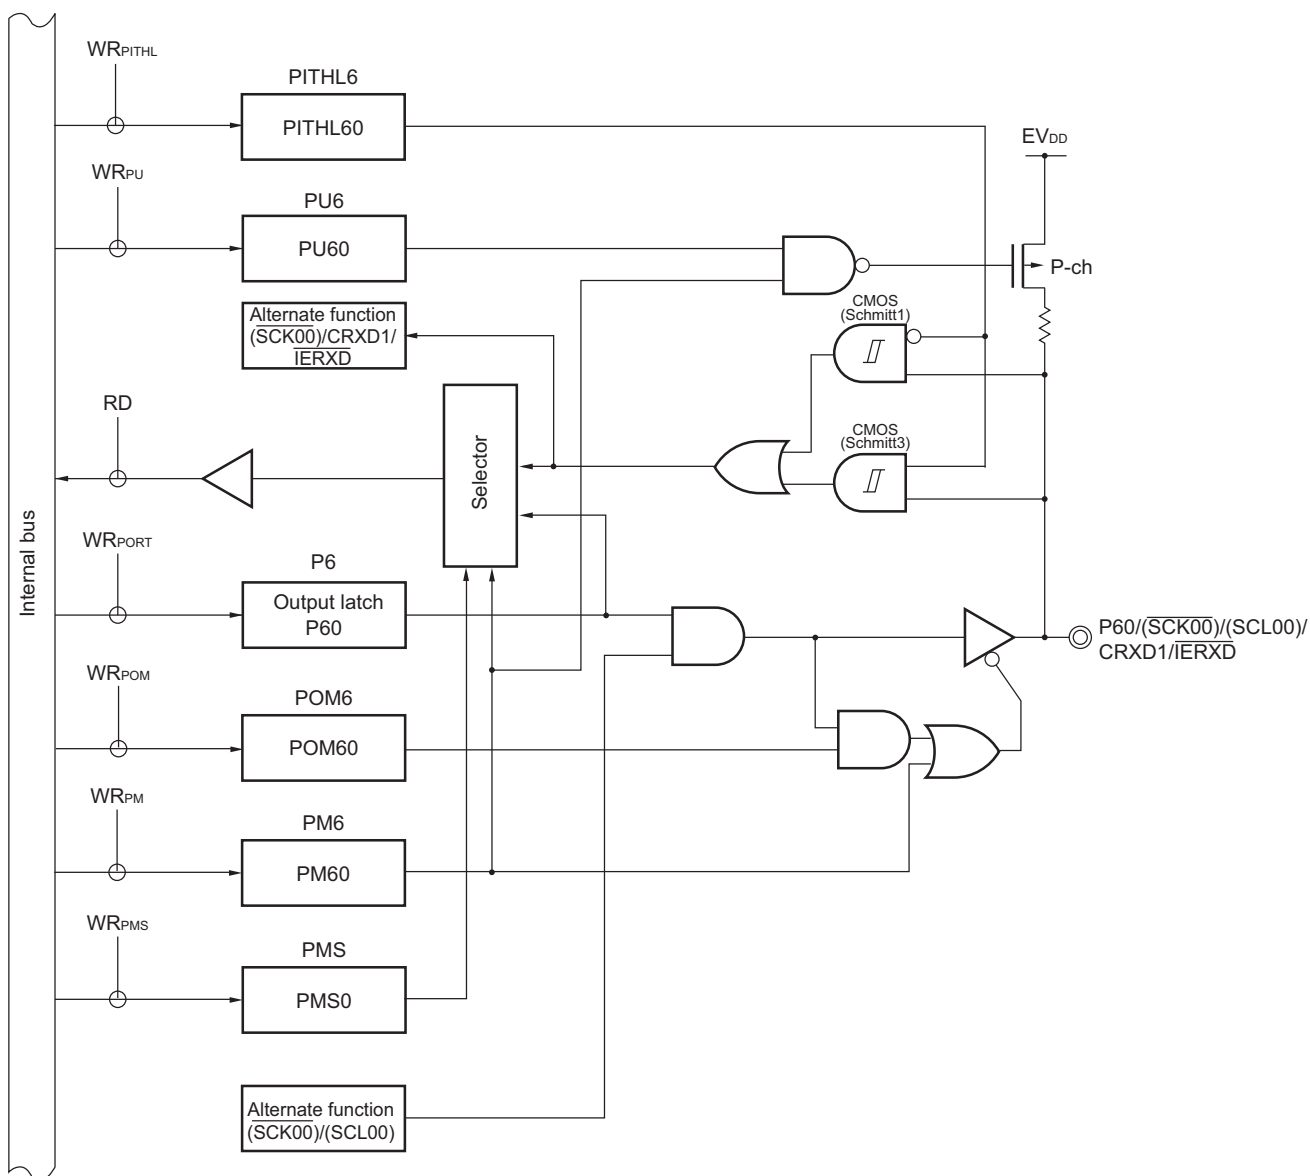 WRPITHL
PITHL6
PITHL60
EVDD
WRPU
PU6
PU60
P-ch
Alternate function
(SCK00)/CRXD1/
IERXD
CMOS
(Schmitt1)
RD
Selector
CMOS
(Schmitt3)
Internal bus
WRPORT
P6
Output latch
P60
P60/(SCK00)/(SCL00)/
CRXD1/IERXD
WRPOM
POM6
POM60
WRPM
PM6
PM60
WRPMS
PMS
PMS0
Alternate function
(SCK00)/(SCL00)